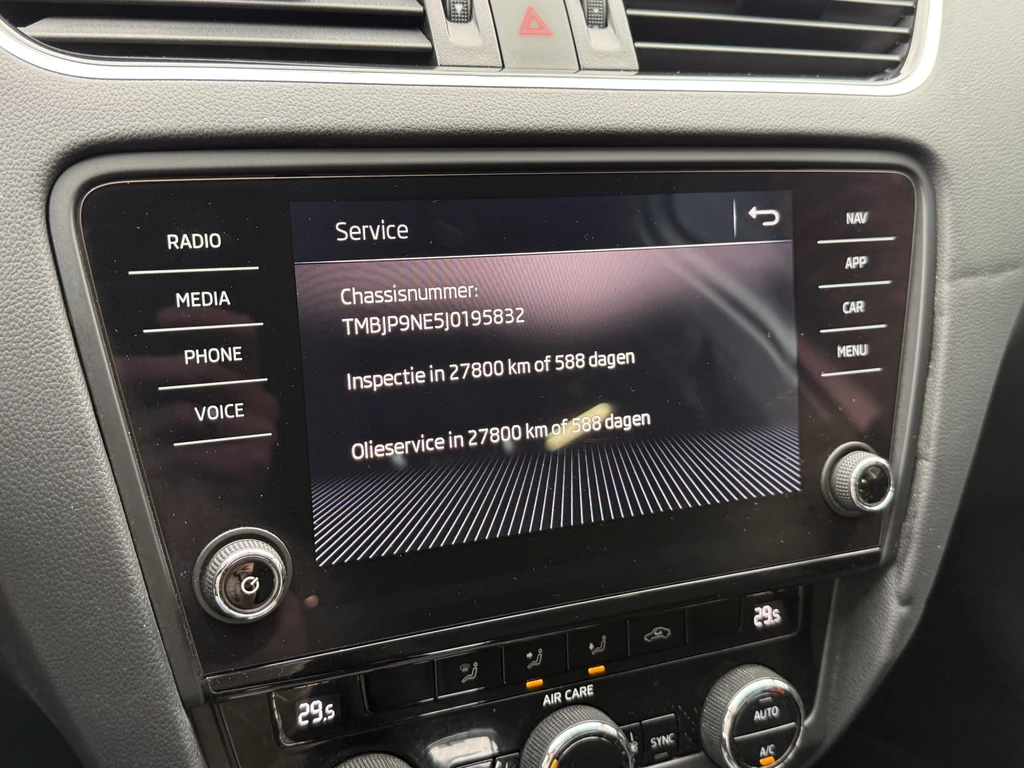 Service
RADIO
MEDIA
PHONE
VOICE
Chassisnummer:
TMBJP9NE5J0195832
Inspectie in 27800 km of 588 dagen
Olieservice in 27800 km of 588 dagen
NAV
APP
CAR
MENU
29.5
29.5
AIR CARE
SYNC
AUTO
A/C